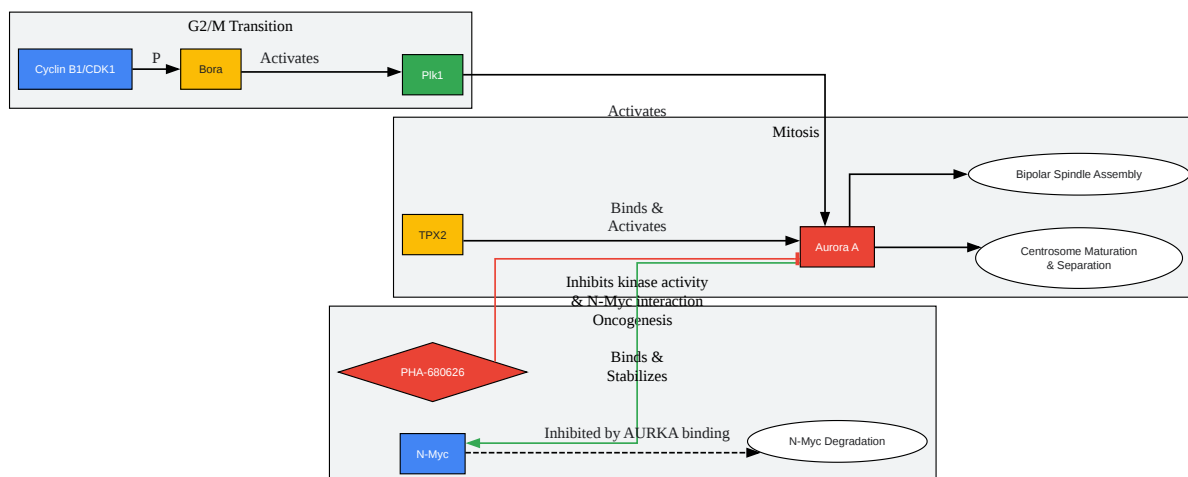 G2/M Transition
Cyclin B1/CDK1
P
Bora
Activates
Plk1
Activates
Mitosis
Bipolar Spindle Assembly
TPX2
Binds &
Activates
Aurora A
Centrosome Maturation
& Separation
Inhibits kinase activity
& N-Myc interaction
Oncogenesis
PHA-680626
Binds &
Stabilizes
Inhibited by AURKA binding
N-Myc
N-Myc Degradation